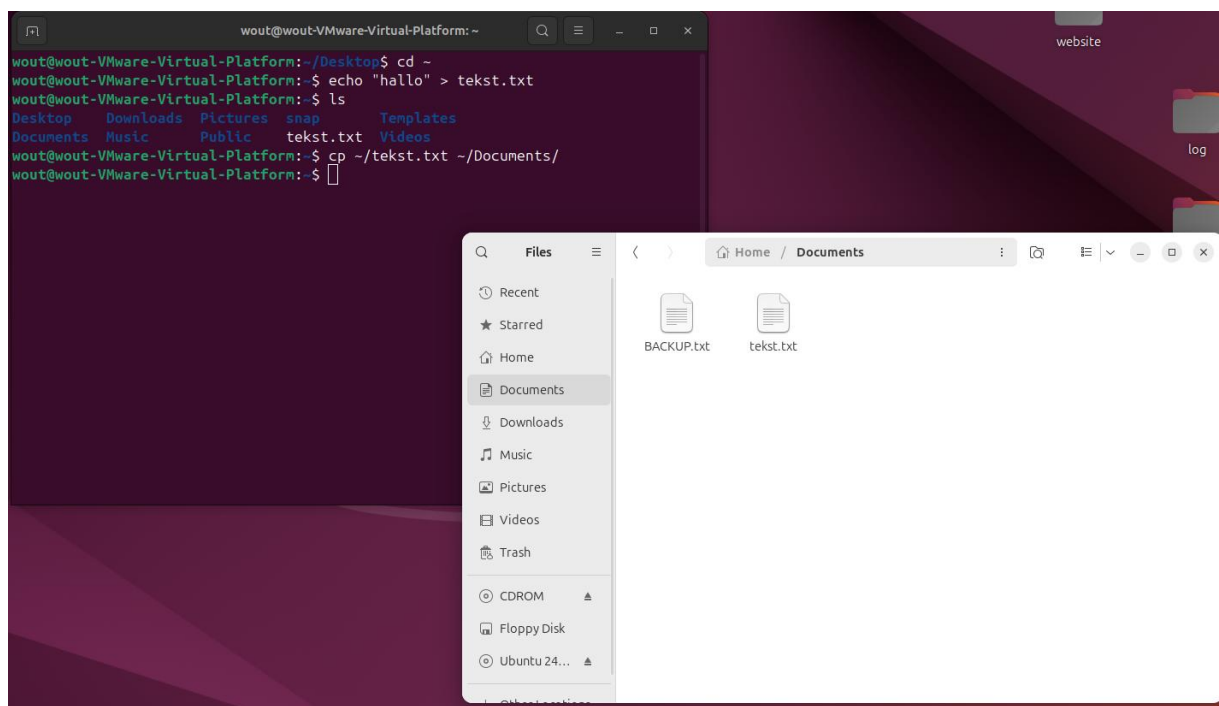 wout@wout-VMware-Virtual-Platform: ~
wout@wout-VMware-Virtual-Platform:~/Desktop$ cd ~
wout@wout-VMware-Virtual-Platform:~$ echo "hallo" > tekst.txt
wout@wout-VMware-Virtual-Platform:~$ ls
Desktop Downloads Pictures snap Templates
Documents Music Public tekst.txt Videos
wout@wout-VMware-Virtual-Platform:~$ cp ~/tekst.txt ~/Documents/
wout@wout-VMware-Virtual-Platform:~$
website
log
Files
Home / Documents
Recent
Starred
Home
Documents
Downloads
Music
Pictures
Videos
Trash
CDROM
Floppy Disk
Ubuntu 24...
Other Locations
BACKUP.txt
tekst.txt